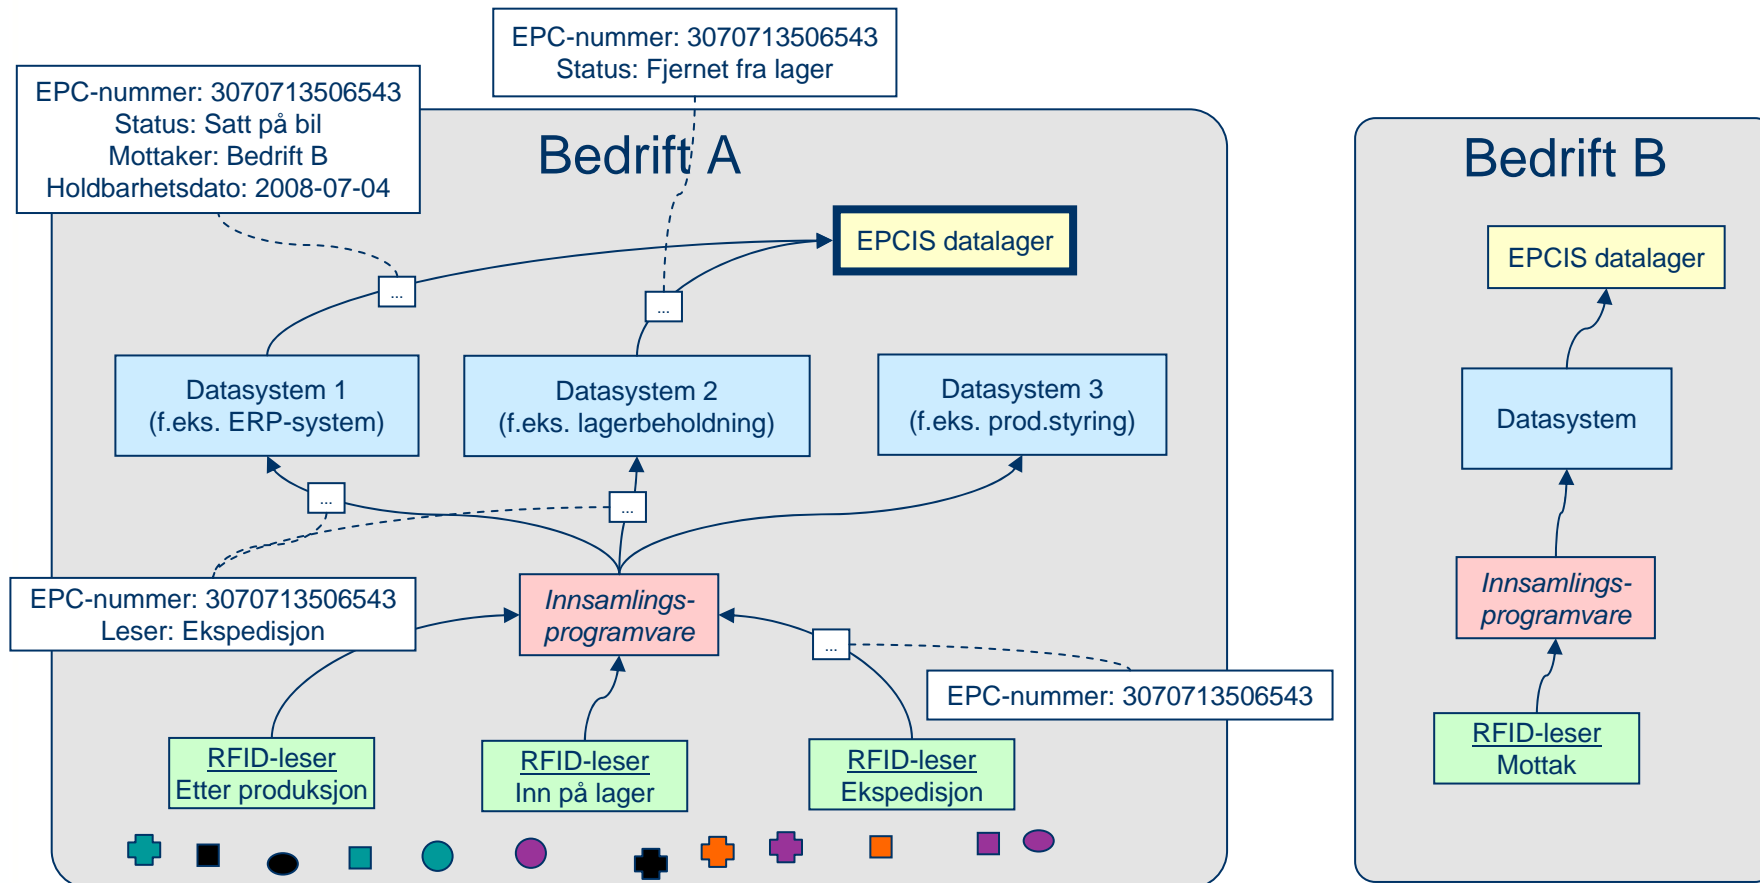 EPC-nummer: 3070713506543
Status: Fjernet fra lager
EPC-nummer: 3070713506543
Status: Satt på bil
Mottaker: Bedrift B
Holdbarhetsdato: 2008-07-04
Bedrift A
Bedrift B
EPCIS datalager
EPCIS datalager
...
...
Datasystem 1
(f.eks. ERP-system)
Datasystem 2
(f.eks. lagerbeholdning)
Datasystem 3
(f.eks. prod.styring)
Datasystem
...
...
EPC-nummer: 3070713506543
Leser: Ekspedisjon
Innsamlings-
programvare
Innsamlings-
programvare
...
EPC-nummer: 3070713506543
RFID-leser
Etter produksjon
RFID-leser
Inn på lager
RFID-leser
Ekspedisjon
RFID-leser
Mottak